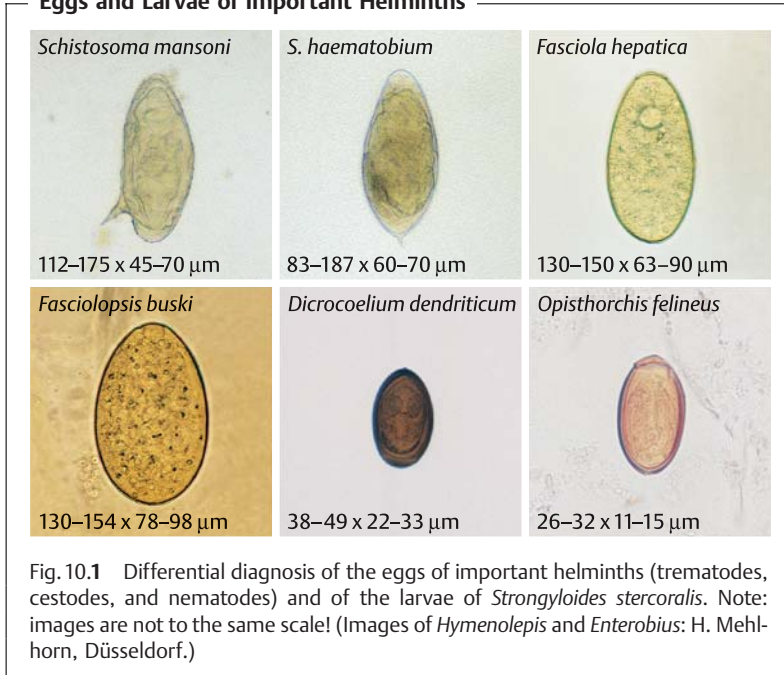 Eggs and Larvae of Important Helminths
Schistosoma mansoni
S. haematobium
Fasciola hepatica
112–175 x 45–70 µm
83–187 x 60–70 µm
130–150 x 63–90 µm
Fasciolopsis buski
Dicrocoelium dendriticum
Opisthorchis felineus
130–154 x 78–98 µm
38–49 x 22–33 µm
26–32 x 11–15 µm
Fig. 10.1 Differential diagnosis of the eggs of important helminths (trematodes,
cestodes, and nematodes) and of the larvae of Strongyloides stercoralis. Note:
images are not to the same scale! (Images of Hymenolepis and Enterobius: H. Mehl-
horn, Düsseldorf.)